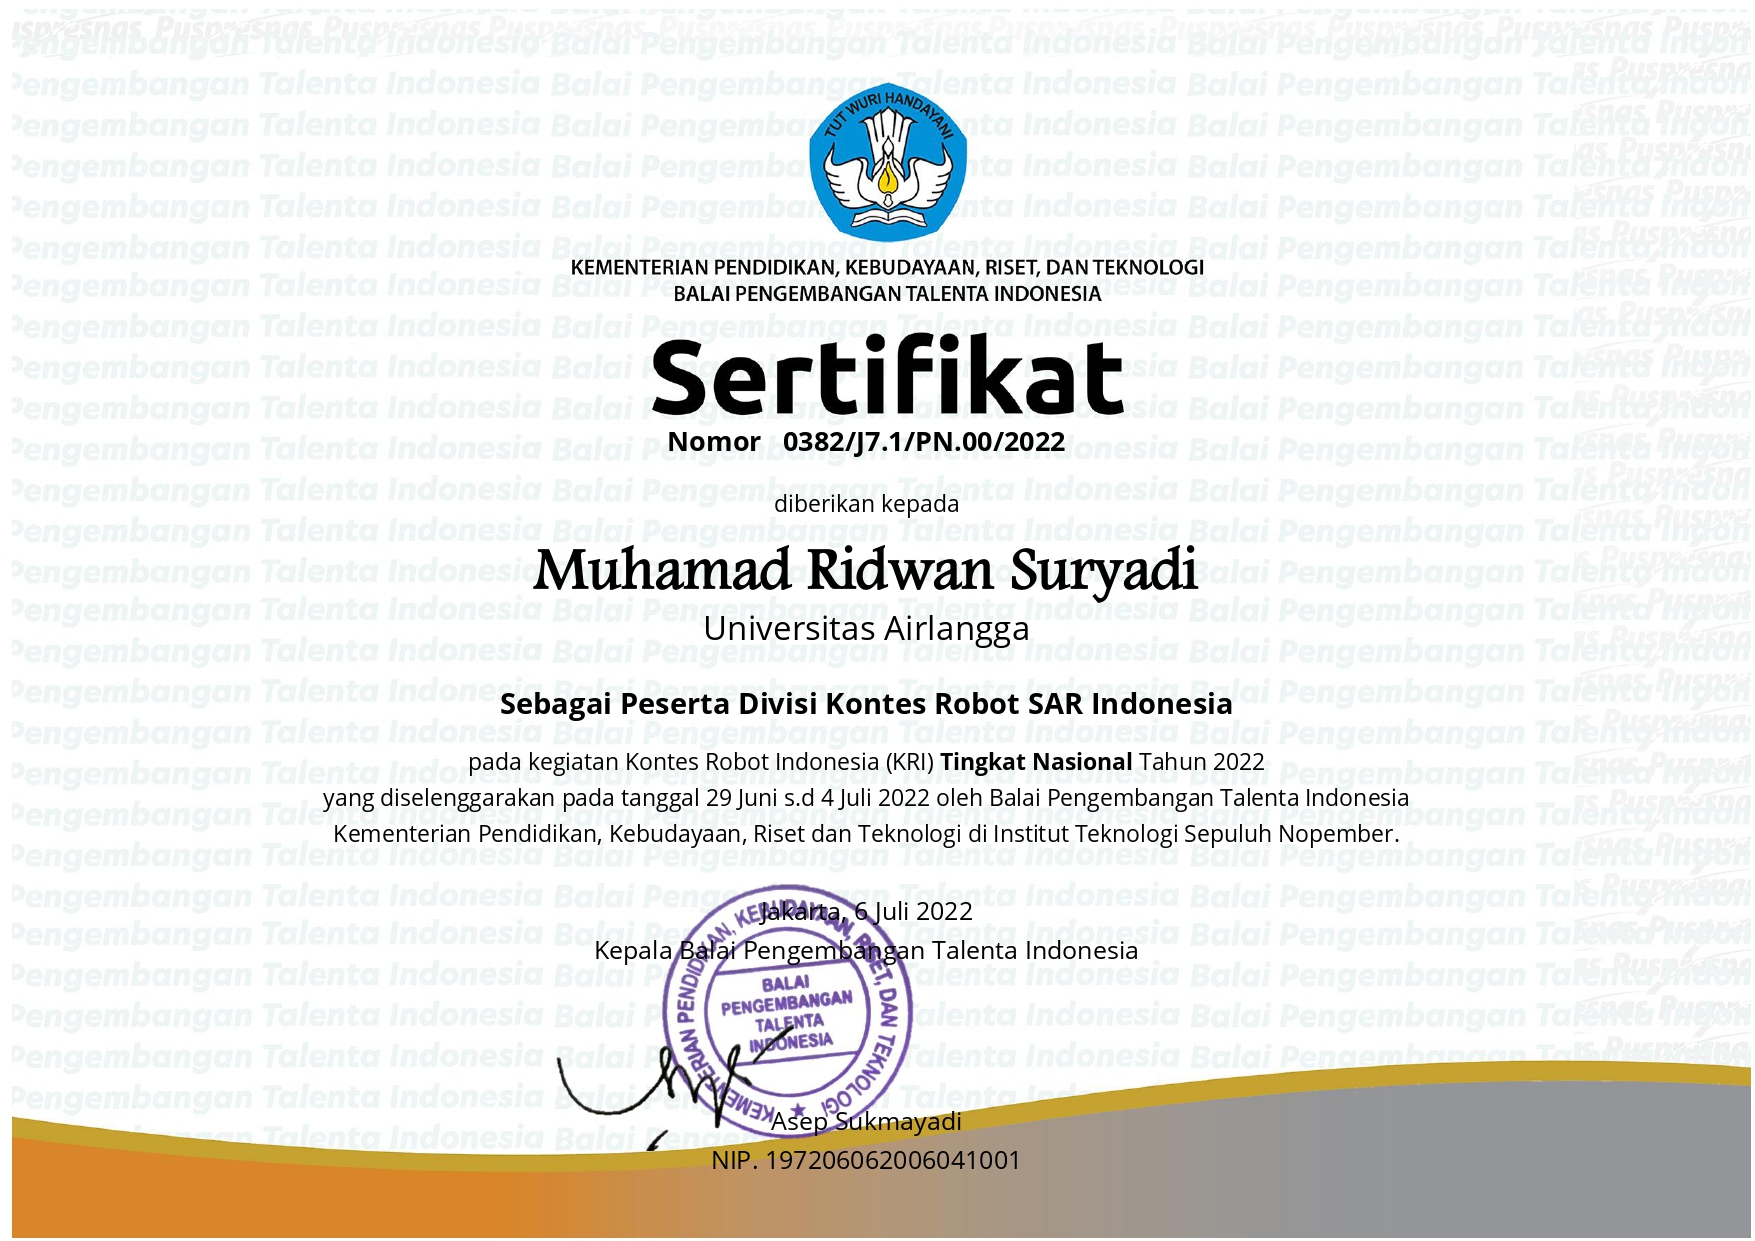 TUT WURI HANDAYANI
KEMENTERIAN PENDIDIKAN, KEBUDAYAAN, RISET, DAN TEKNOLOGI
BALAI PENGEMBANGAN TALENTA INDONESIA
Sertifikat
Nomor 0382/J7.1/PN.00/2022
diberikan kepada
Muhamad Ridwan Suryadi
Universitas Airlangga
Sebagai Peserta Divisi Kontes Robot SAR Indonesia
pada kegiatan Kontes Robot Indonesia (KRI) Tingkat Nasional Tahun 2022
yang diselenggarakan pada tanggal 29 Juni s.d 4 Juli 2022 oleh Balai Pengembangan Talenta Indonesia
Kementerian Pendidikan, Kebudayaan, Riset dan Teknologi di Institut Teknologi Sepuluh Nopember.
Jakarta, 6 Juli 2022
Kepala Balai Pengembangan Talenta Indonesia
KEMENTERIAN PENDIDIKAN, KEBUDAYAAN, RISET, DAN TEKNOLOGI
BALAI
PENGEMBANGAN
TALENTA
INDONESIA
Asep Sukmayadi
NIP. 197206062006041001